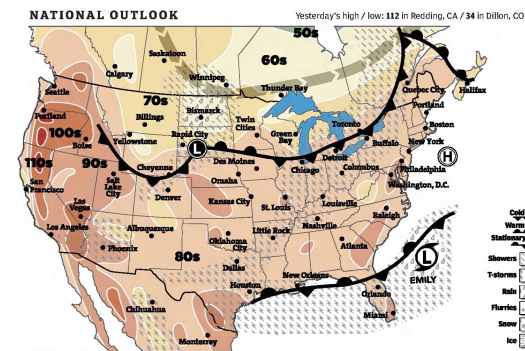 NATIONAL OUTLOOK
Yesterday's high / low: 112 in Redding, CA / 34 in Dillon, CO
50s
Saskatoon
60s
Calgary
Winnipeg
Thunder Bay
Quebec City
Halifax
Seattle
70s
Portland
Portland
Bismarck
Billings
Twin
Cities
Green
Bay
Toronto
Boston
100s
Rapid City
Boise
Yellowstone
Buffalo
New York
L
H
110s
90s
Des Moines
Detroit
Cheyenne
Chicago
Columbus
Philadelphia
Salt
Lake
City
Omaha
Washington, D.C.
San
Francisco
Denver
Las
Vegas
Kansas City
St. Louis
Louisville
Raleigh
Los Angeles
Albuquerque
Nashville
Little Rock
Oklahoma
City
Phoenix
Atlanta
80s
Dallas
L
EMILY
Houston
New Orleans
Orlando
Chihuahua
Miami
Monterrey
Cold
Warm
Stationary
Showers
T-storms
Rain
Flurries
Snow
Ice